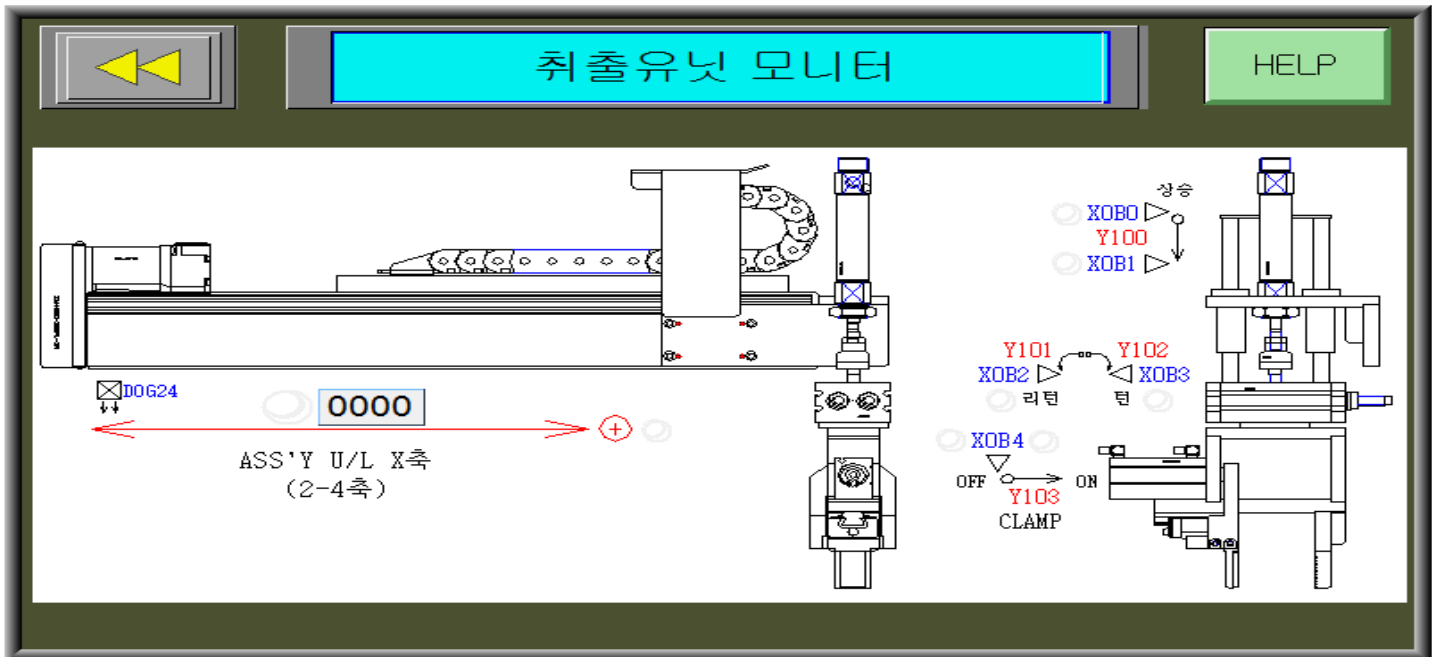 취출유닛 모니터
HELP
상승
X0B0
Y100
X0B1
Y101 Y102
X0B2 X0B3
리턴 턴
DOG24
0000
ASS'Y U/L X축
(2-4축)
X0B4
OFF ON
Y103
CLAMP